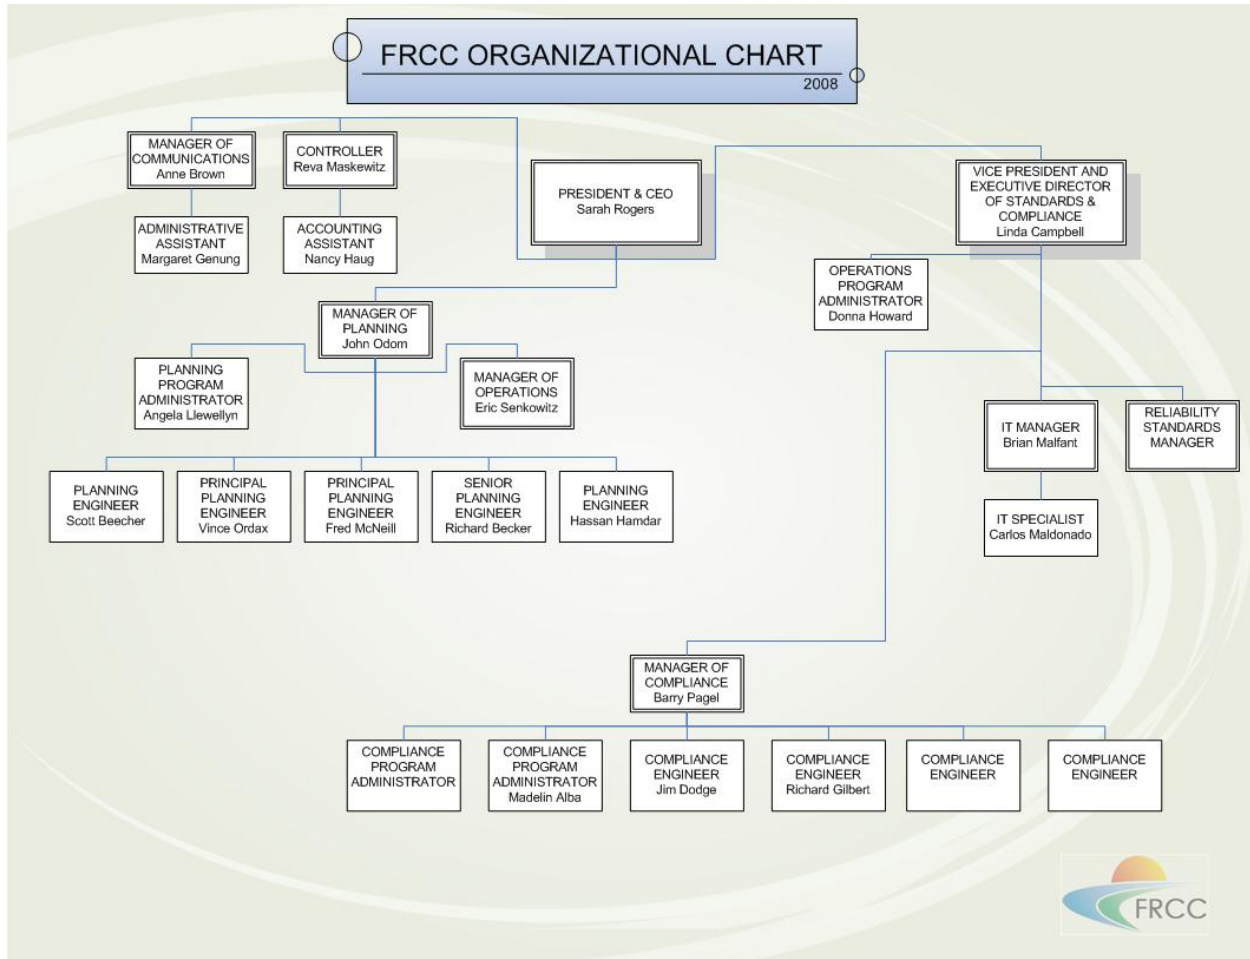 FRCC ORGANIZATIONAL CHART
2008
MANAGER OF
COMMUNICATIONS
Anne Brown
CONTROLLER
Reva Maskewitz
PRESIDENT & CEO
Sarah Rogers
VICE PRESIDENT AND
EXECUTIVE DIRECTOR
OF STANDARDS &
COMPLIANCE
Linda Campbell
ADMINISTRATIVE
ASSISTANT
Margaret Genung
ACCOUNTING
ASSISTANT
Nancy Haug
OPERATIONS
PROGRAM
ADMINISTRATOR
Donna Howard
MANAGER OF
PLANNING
John Odom
PLANNING
PROGRAM
ADMINISTRATOR
Angela Llewellyn
MANAGER OF
OPERATIONS
Eric Senkowitz
IT MANAGER
Brian Malfant
RELIABILITY
STANDARDS
MANAGER
PLANNING
ENGINEER
Scott Beecher
PRINCIPAL
PLANNING
ENGINEER
Vince Ordax
PRINCIPAL
PLANNING
ENGINEER
Fred McNeill
SENIOR
PLANNING
ENGINEER
Richard Becker
PLANNING
ENGINEER
Hassan Hamdar
IT SPECIALIST
Carlos Maldonado
MANAGER OF
COMPLIANCE
Barry Pagel
COMPLIANCE
PROGRAM
ADMINISTRATOR
COMPLIANCE
PROGRAM
ADMINISTRATOR
Madelin Alba
COMPLIANCE
ENGINEER
Jim Dodge
COMPLIANCE
ENGINEER
Richard Gilbert
COMPLIANCE
ENGINEER
COMPLIANCE
ENGINEER
FRCC